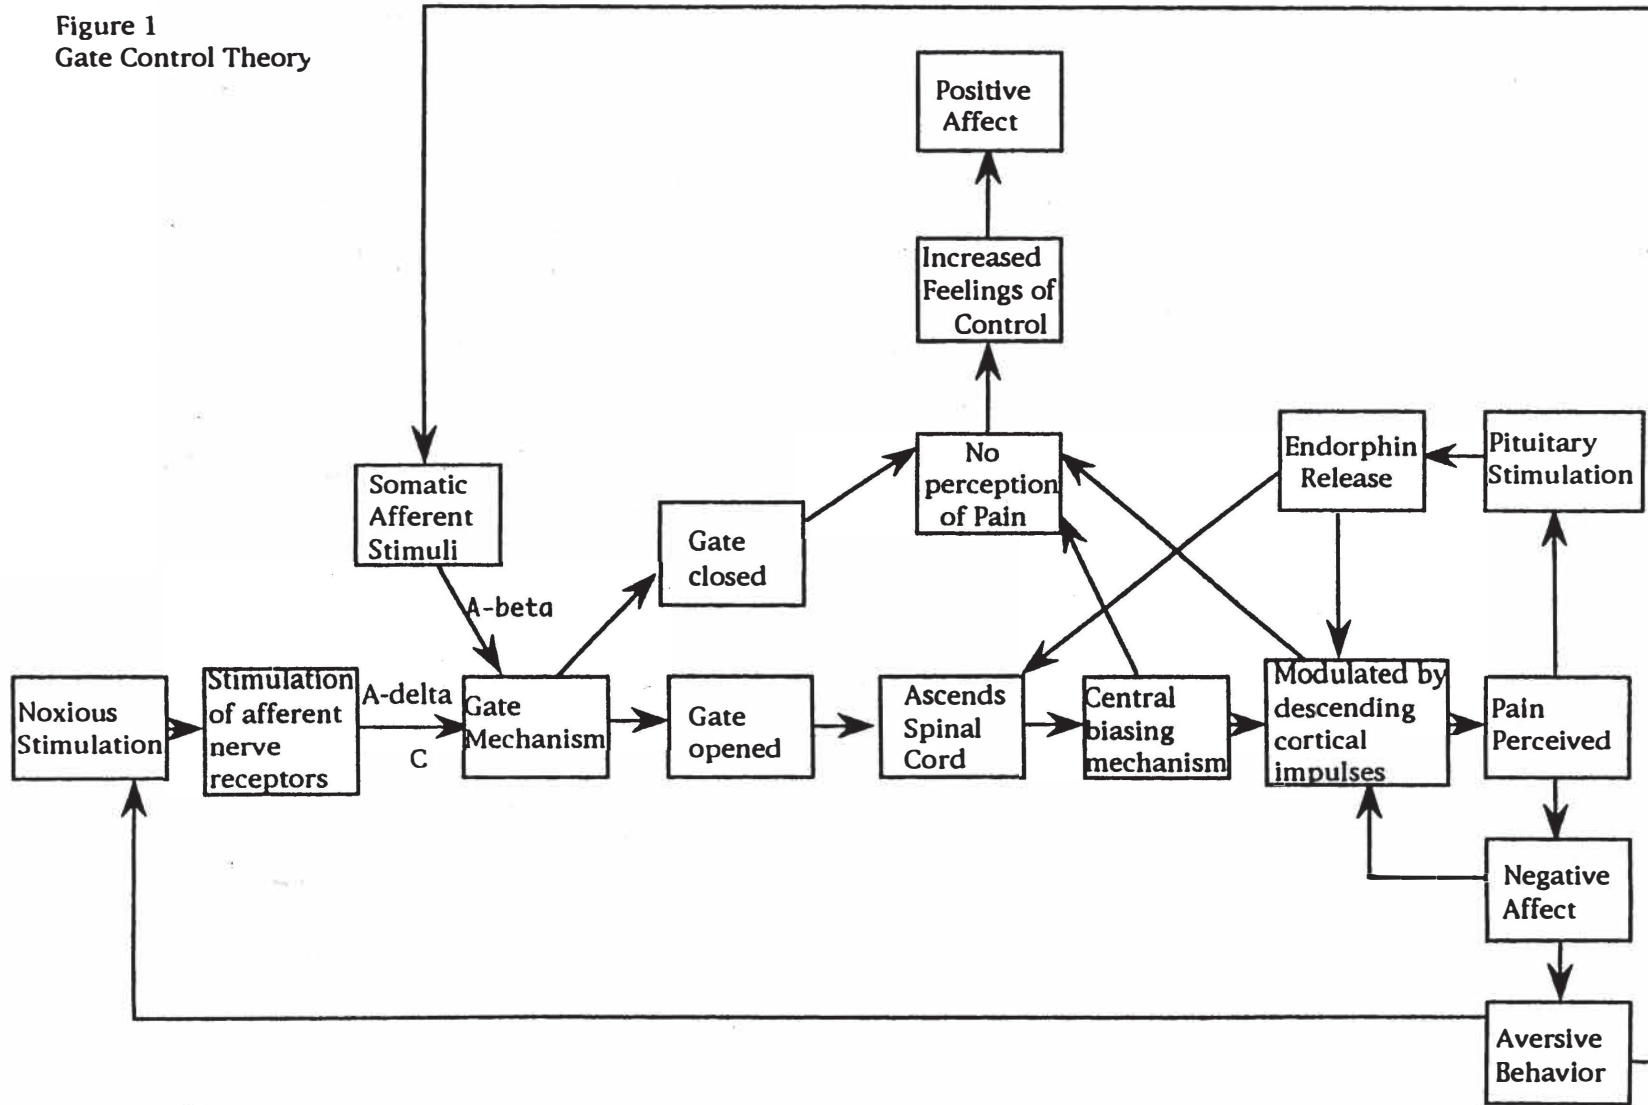 Figure 1
Gate Control Theory
Positive
Affect
Increased
Feelings of
Control
No
perception
of Pain
Endorphin
Release
Pituitary
Stimulation
Somatic
Afferent
Stimuli
Gate
closed
A-beta
Noxious
Stimulation
Stimulation
of afferent
nerve
receptors
A-delta
C
Gate
Mechanism
Gate
opened
Ascends
Spinal
Cord
Central
biasing
mechanism
Modulated by
descending
cortical
impulses
Pain
Perceived
Negative
Affect
Aversive
Behavior